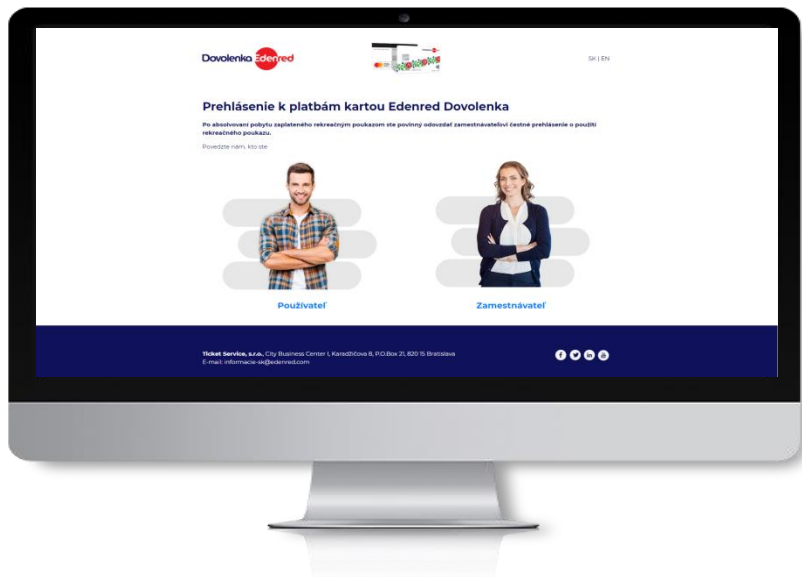 Dovolenka Edenred
SK | EN
Prehlásenie k platbám kartou Edenred Dovolenka
Po absolvovaní pobytu zaplateného rekreačným poukazom ste povinný odovzdať zamestnávateľovi čestné prehlásenie o použití
rekreačného poukazu.
Povedzte nám, kto ste
Používateľ
Zamestnávateľ
Ticket Service, s.r.o., City Business Center I, Karadžičova 8, P.O.Box 21, 820 15 Bratislava
E-mail: informacie-sk@edenred.com